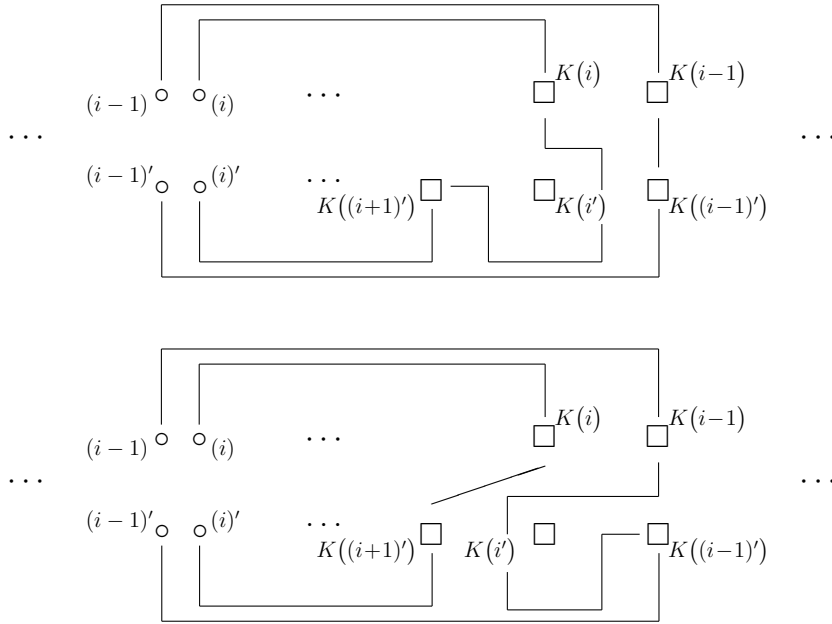 K(i) K(i−1)
(i − 1) (i) · · ·
· · · · · ·
(i − 1)′ (i)′ · · ·
K((i+1)′) K(i′) K((i−1)′)
K(i) K(i−1)
(i − 1) (i) · · ·
· · · · · ·
(i − 1)′ (i)′ · · ·
K((i+1)′) K(i′) K((i−1)′)